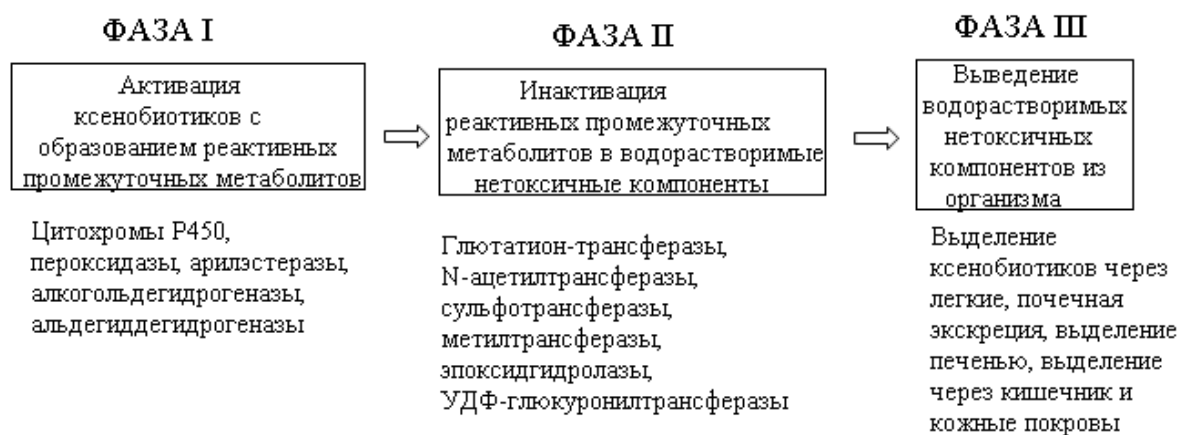 ФАЗА I
Активация
ксенобиотиков с
образованием реактивных
промежуточных метаболитов
Цитохромы P450,
пероксидазы, арилэстеразы,
алкогольдегидрогеназы,
альдегиддегидрогеназы
ФАЗА II
Инактивация
реактивных промежуточных
метаболитов в водорастворимые
нетоксичные компоненты
Глютатион-трансферазы,
N-ацетилтрансферазы,
сульфотрансферазы,
метилтрансферазы,
эпоксидгидролазы,
УДФ-глюкуронилтрансферазы
ФАЗА III
Выведение
водорастворимых
нетоксичных
компонентов из
организма
Выделение
ксенобиотиков через
легкие, почечная
экскреция, выделение
печенью, выделение
через кишечник и
кожные покровы